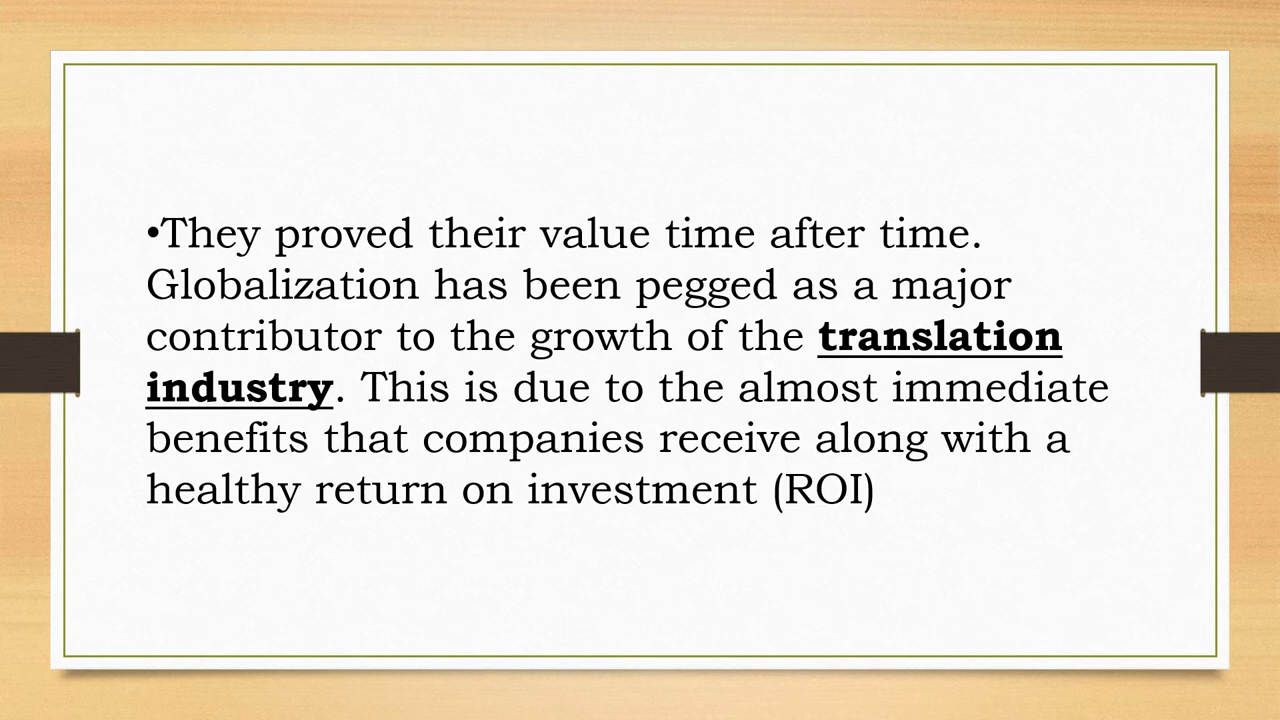 •They proved their value time after time.
Globalization has been pegged as a major
contributor to the growth of the translation
industry. This is due to the almost immediate
benefits that companies receive along with a
healthy return on investment (ROI)